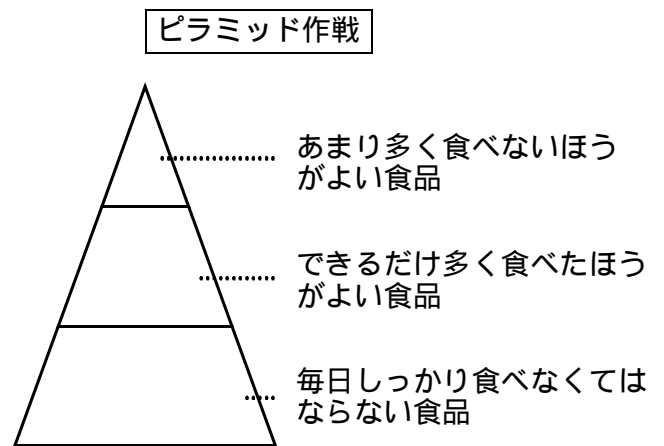 ピラミッド作戦
あまり多く食べないほう
がよい食品
できるだけ多く食べたほう
がよい食品
毎日しっかり食べなくては
ならない食品